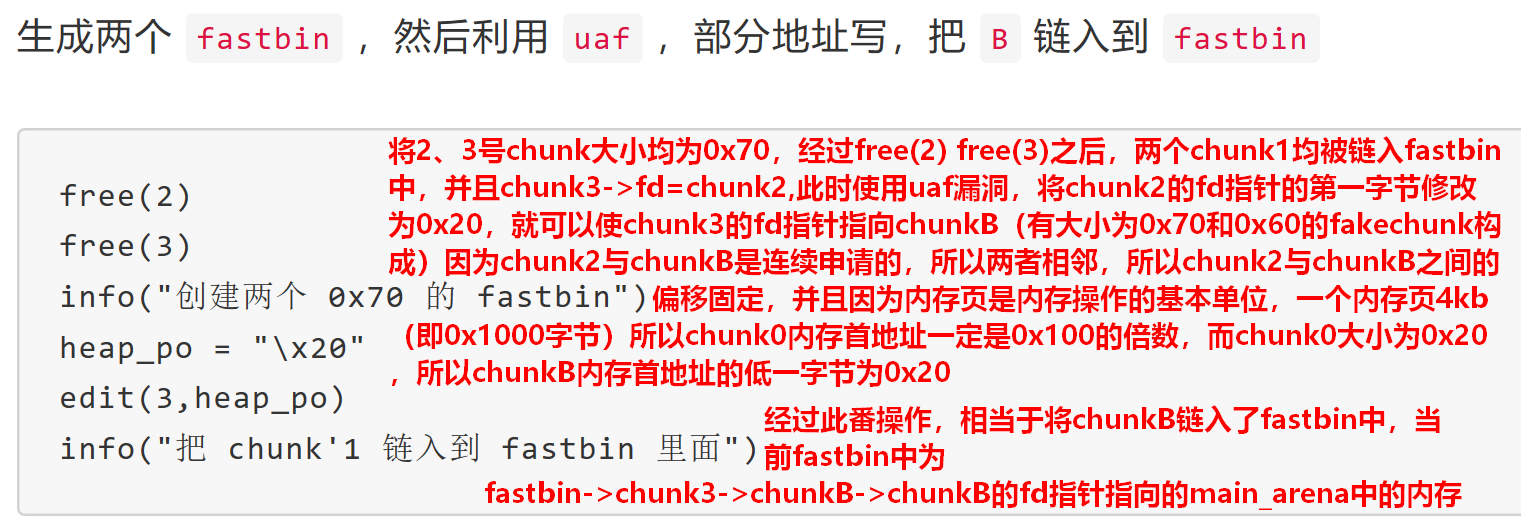 生成两个 fastbin ，然后利用 uaf ，部分地址写，把 B 链入到 fastbin
将2、3号chunk大小均为0x70，经过free(2) free(3)之后，两个chunk1均被链入fastbin
中，并且chunk3->fd=chunk2,此时使用uaf漏洞，将chunk2的fd指针的第一字节修改
为0x20，就可以使chunk3的fd指针指向chunkB（有大小为0x70和0x60的fakechunk构
成）因为chunk2与chunkB是连续申请的，所以两者相邻，所以chunk2与chunkB之间的
偏移固定，并且因为内存页是内存操作的基本单位，一个内存页4kb
（即0x1000字节）所以chunk0内存首地址一定是0x100的倍数，而chunk0大小为0x20
，所以chunkB内存首地址的低一字节为0x20
free(2)
free(3)
info("创建两个 0x70 的 fastbin")
heap_po = "\x20"
edit(3,heap_po)
info("把 chunk'1 链入到 fastbin 里面")
经过此番操作，相当于将chunkB链入了fastbin中，当
前fastbin中为
fastbin->chunk3->chunkB->chunkB的fd指针指向的main_arena中的内存